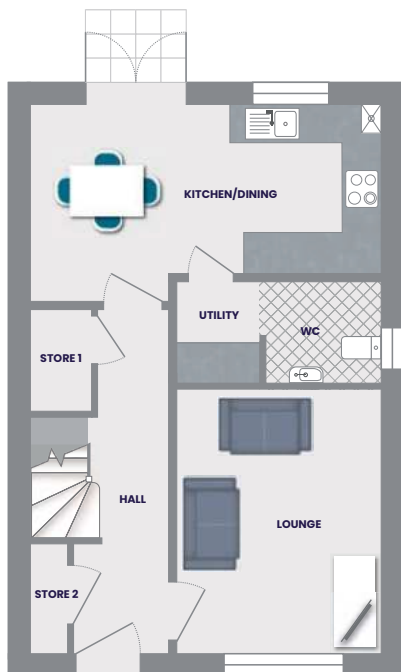 KITCHEN/DINING
UTILITY
WC
STORE 1
HALL
LOUNGE
STORE 2